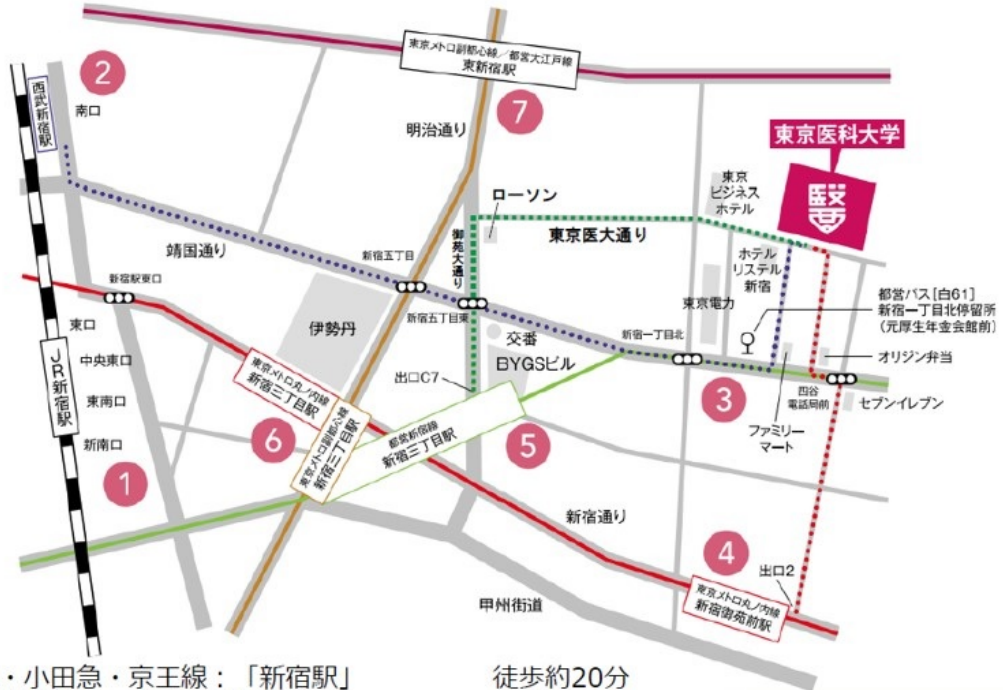 東京メトロ副都心線／都営大江戸線
東新宿駅
2
7
西武新宿駅
南口
明治通り
東京医科大学
医
東京
ビジネス
ホテル
ローソン
御苑大通り
東京医大通り
靖国通り
新宿五丁目
ホテル
リステル
新宿
新宿駅東口
都営バス[白61]
新宿一丁目北停留所
(元厚生年金会館前)
東京電力
東口
伊勢丹
新宿五丁目東
交番
新宿一丁目北
BYGSビル
オリジン弁当
中央東口
JR新宿駅
出口C7
東京メトロ丸ノ内線
新宿三丁目駅
3
四谷
電話局前
セブンイレブン
東南口
ファミリー
マート
新南口
6
東京メトロ副都心線
新宿三丁目駅
都営新宿線
新宿三丁目駅
5
1
新宿通り
4
出口2
東京メトロ丸ノ内線
新宿御苑前駅
甲州街道
・小田急・京王線：「新宿駅」
徒歩約20分